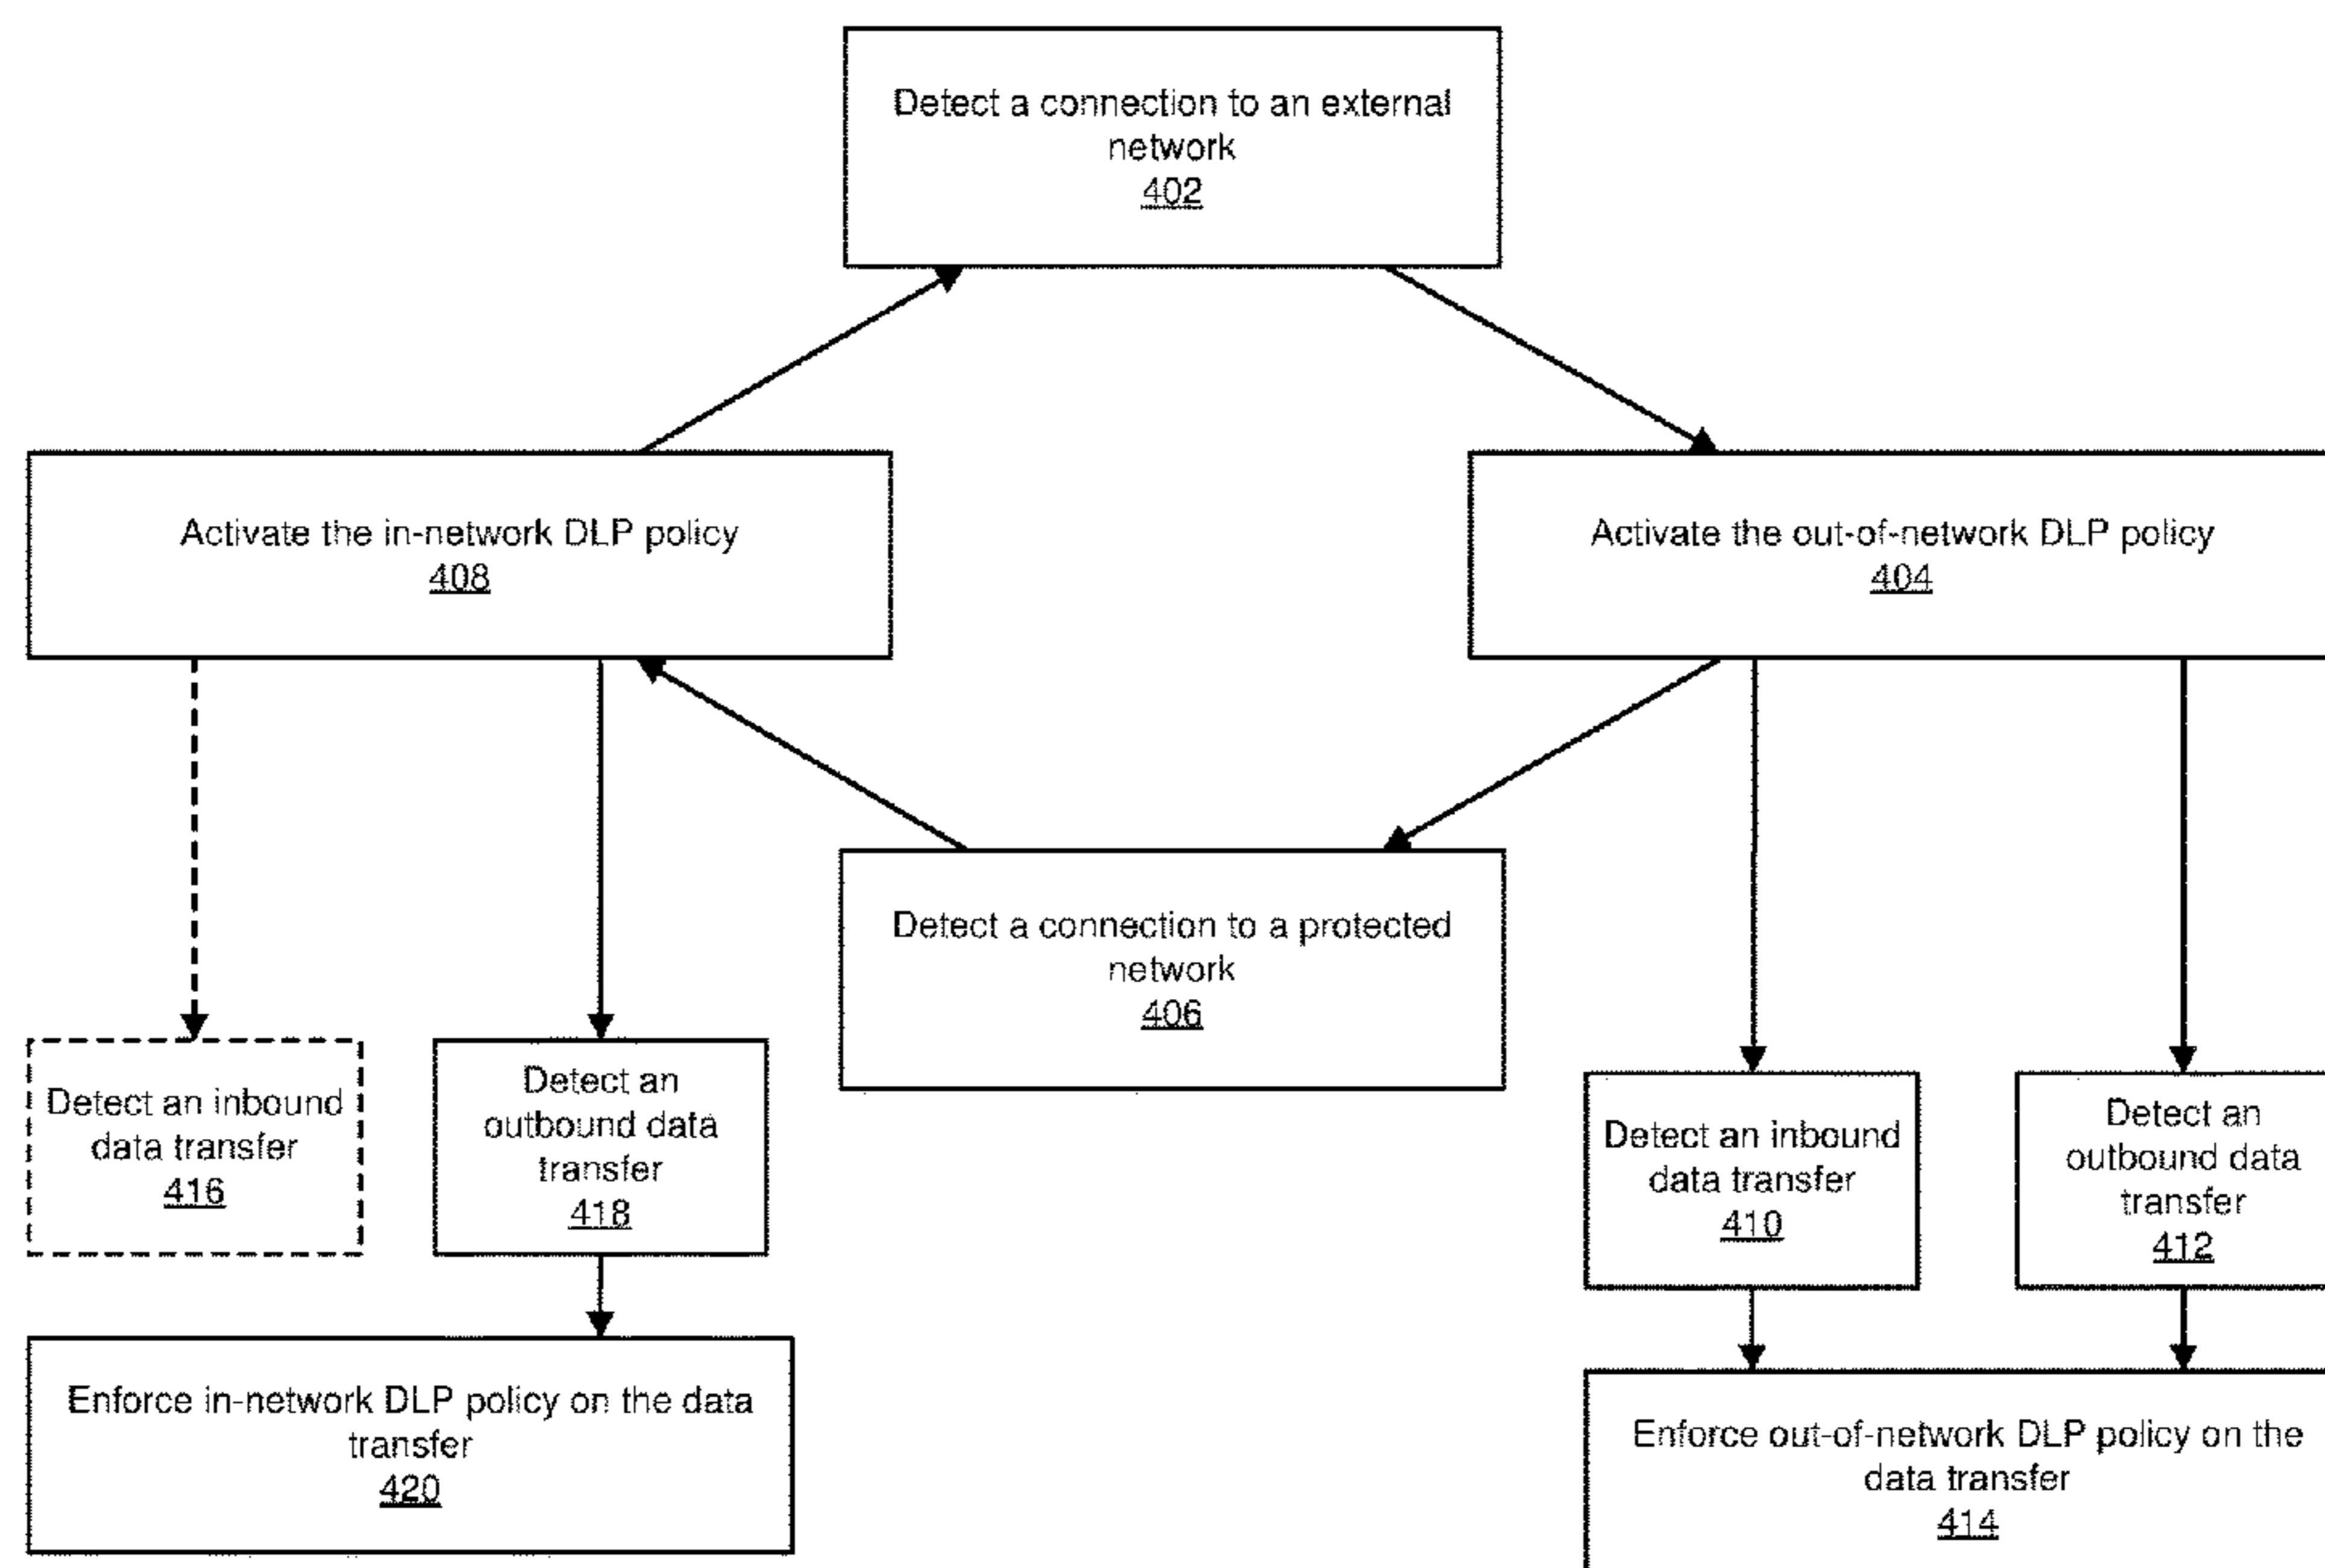 Detect a connection to an external
network
402
Activate the in-network DLP policy
408
Activate the out-of-network DLP policy
404
Detect a connection to a protected
network
406
Detect an inbound
data transfer
416
Detect an
outbound data
transfer
418
Detect an inbound
data transfer
410
Detect an
outbound data
transfer
412
Enforce in-network DLP policy on the data
transfer
420
Enforce out-of-network DLP policy on the
data transfer
414